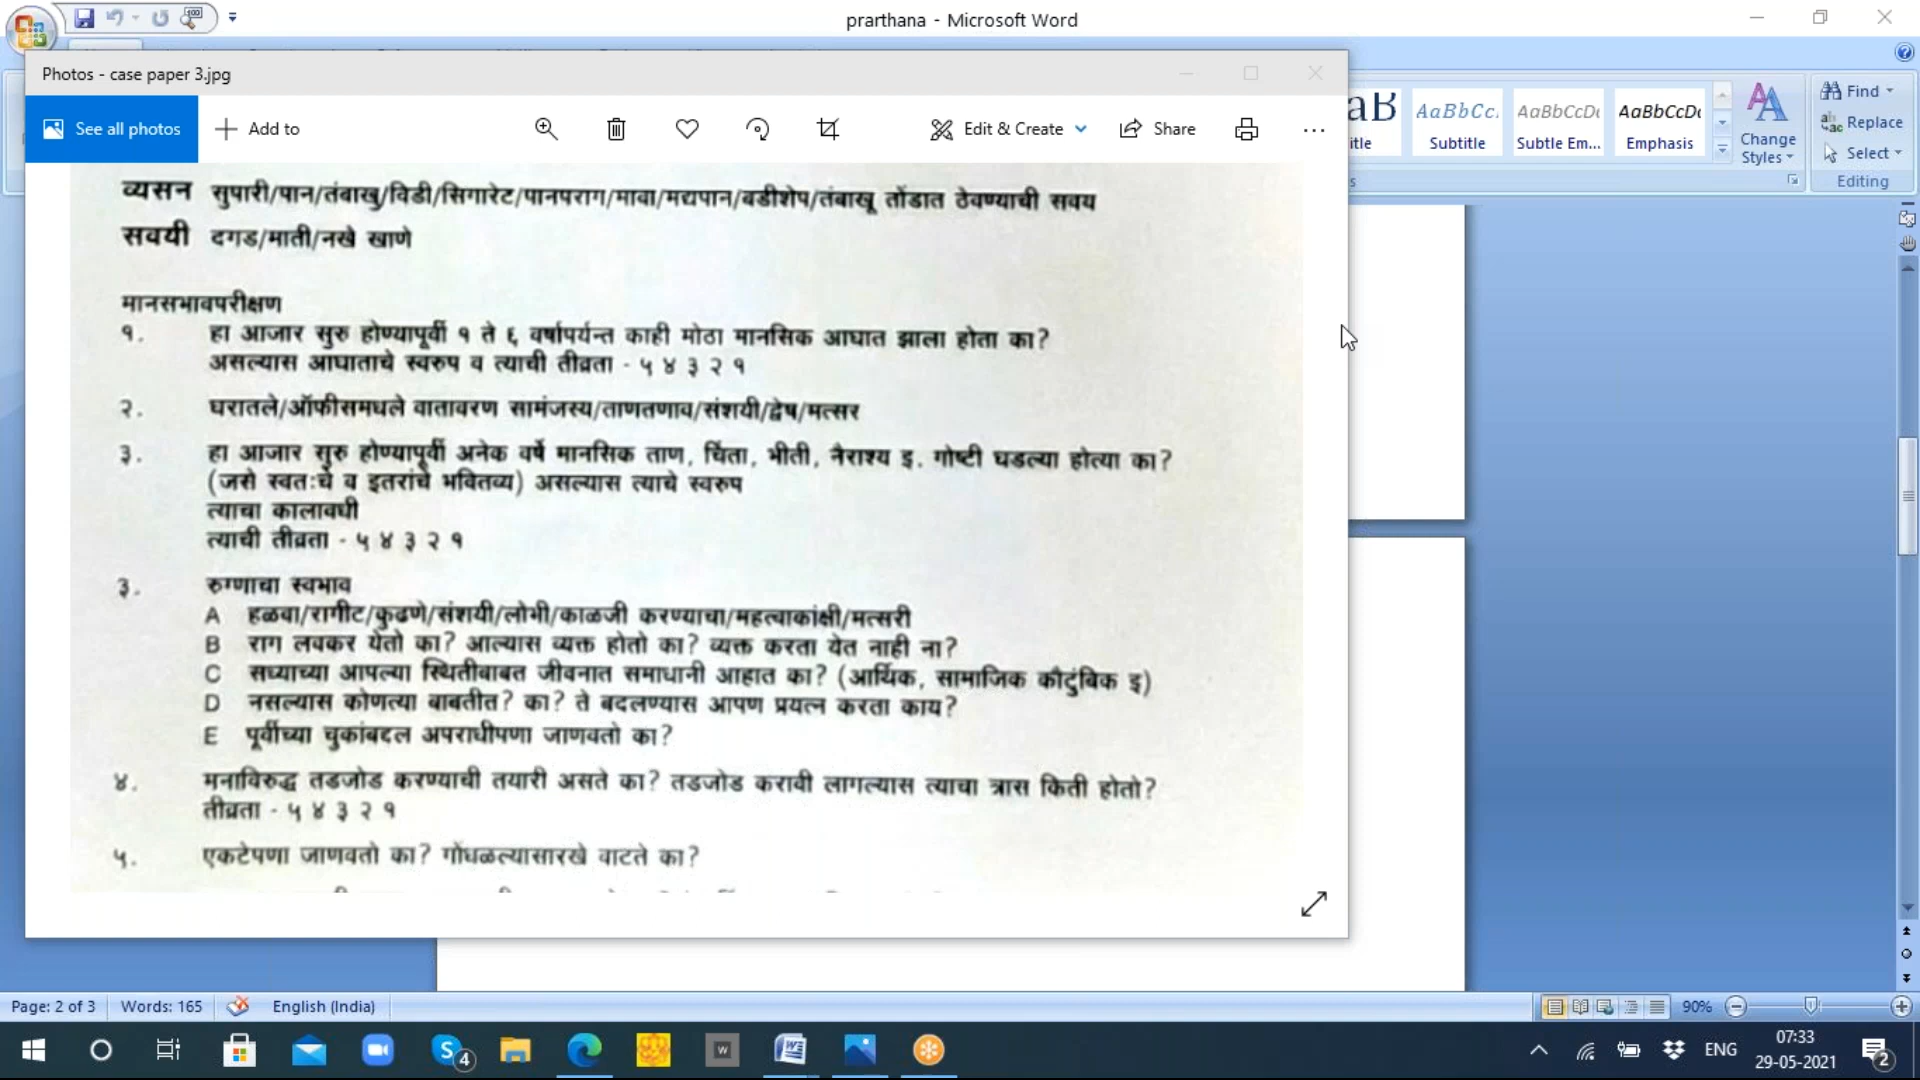 prarthana - Microsoft Word
Photos - case paper 3.jpg
See all photos
Add to
Edit & Create
Share
AaBbCc.
AaBbCcDc
AaBbCcDc
itle
Subtitle
Subtle Em...
Emphasis
Change
Styles
Find
Replace
Select
Editing
व्यसन सुपारी/पान/तंबाखु/विडी/सिगारेट/पानपराग/मावा/मद्यपान/बडीशेप/तंबाखू तोंडात ठेवण्याची सवय
सवयी दगड/माती/नखे खाणे
मानसभावपरीक्षण
१. हा आजार सुरु होण्यापूर्वी १ ते ६ वर्षापर्यन्त काही मोठा मानसिक आघात झाला होता का?
असल्यास आघाताचे स्वरुप व त्याची तीव्रता - ५ ४ ३ २ १
२. घरातले/ऑफीसमधले वातावरण सामंजस्य/ताणतणाव/संशयी/द्वेष/मत्सर
३. हा आजार सुरु होण्यापूर्वी अनेक वर्षे मानसिक ताण, चिंता, भीती, नैराश्य इ. गोष्टी घडल्या होत्या का?
(जसे स्वतःचे व इतरांचे भवितव्य) असल्यास त्याचे स्वरुप
त्याचा कालावधी
त्याची तीव्रता - ५ ४ ३ २ १
३. रुग्णाचा स्वभाव
A हळवा/रागीट/कुढणे/संशयी/लोभी/काळजी करण्याचा/महत्वाकांक्षी/मत्सरी
B राग लवकर येतो का? आल्यास व्यक्त होतो का? व्यक्त करता येत नाही ना?
C सध्याच्या आपल्या स्थितीबाबत जीवनात समाधानी आहात का? (आर्थिक, सामाजिक कौटुंबिक इ)
D नसल्यास कोणत्या बाबतीत? का? ते बदलण्यास आपण प्रयत्न करता काय?
E पूर्वीच्या चुकांबद्दल अपराधीपणा जाणवतो का?
४. मनाविरुद्ध तडजोड करण्याची तयारी असते का? तडजोड करावी लागल्यास त्याचा त्रास किती होतो?
तीव्रता - ५ ४ ३ २ १
५. एकटेपणा जाणवतो का? गोंधळल्यासारखे वाटते का?
Page: 2 of 3
Words: 165
English (India)
90%
4
W
ENG
07:33
29-05-2021
2